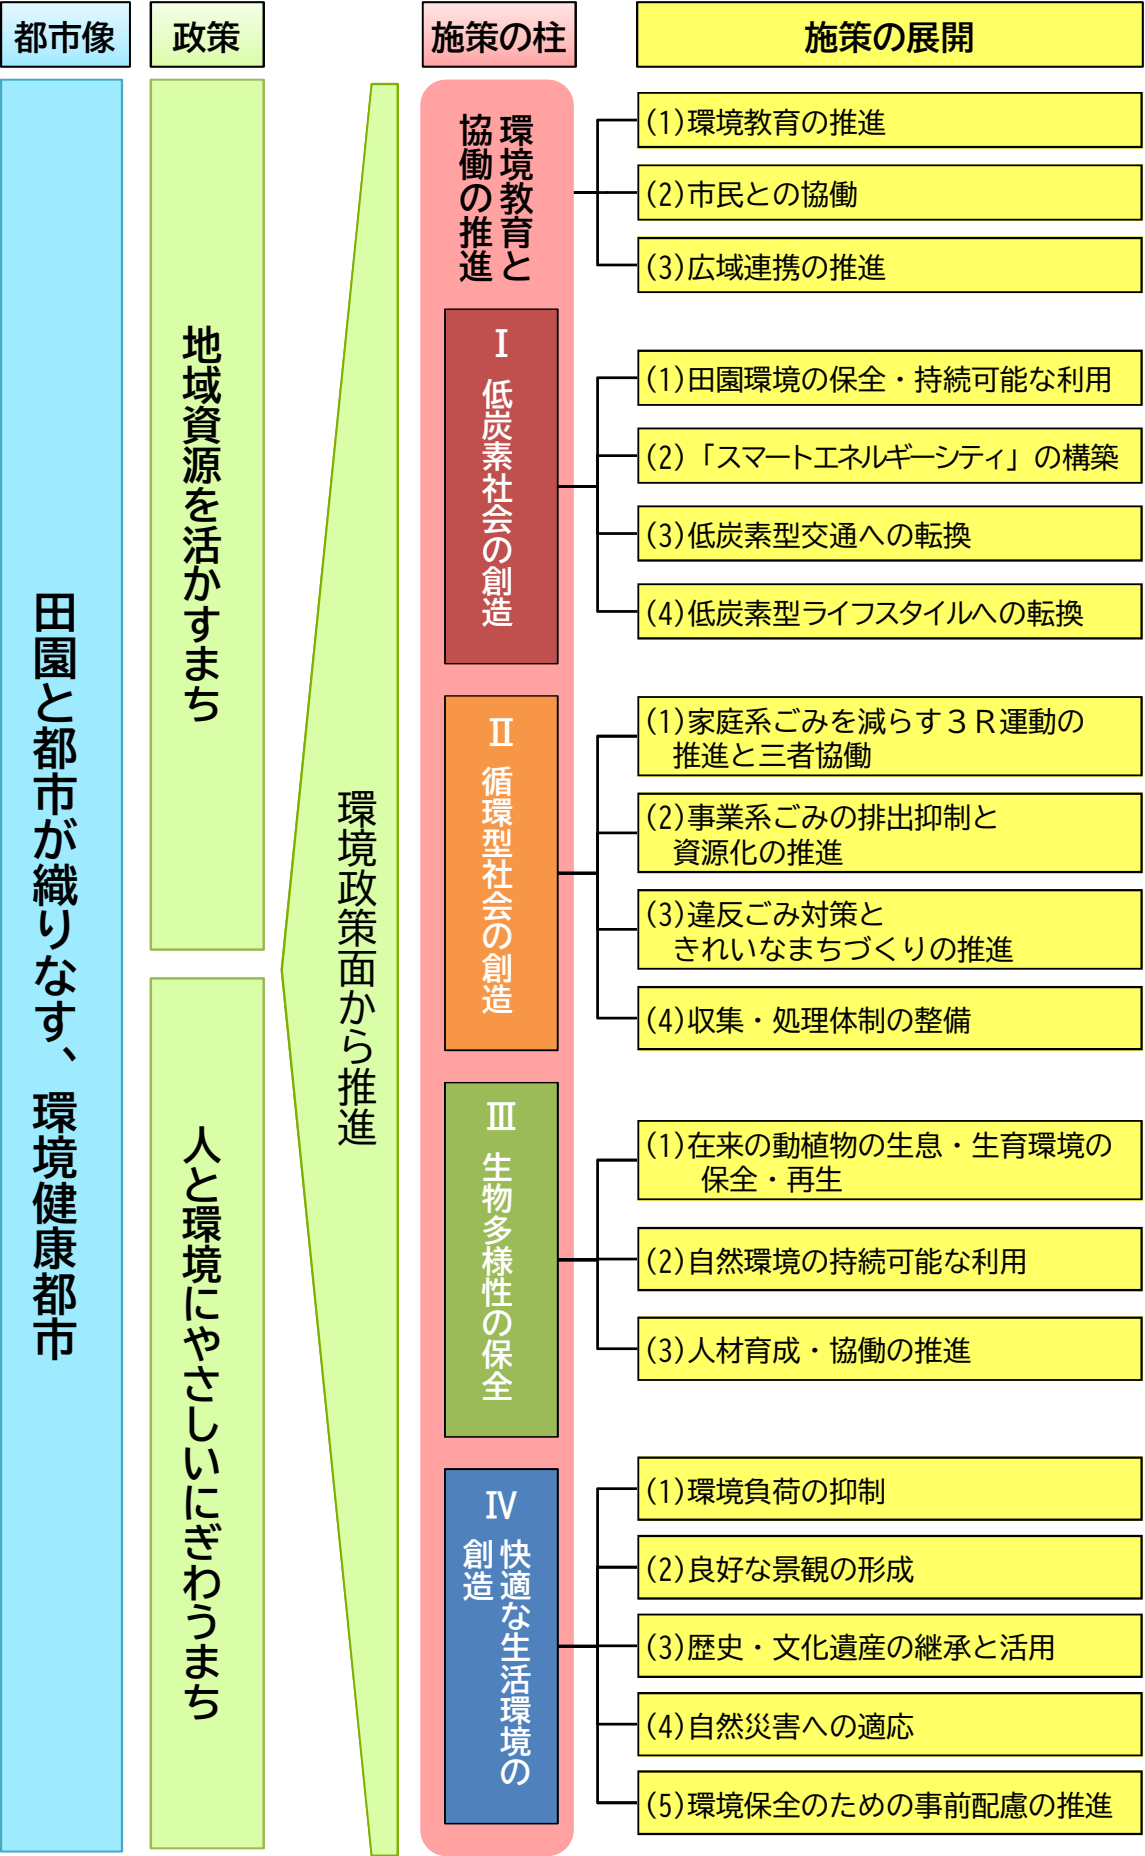 都市像
政策
施策の柱
施策の展開
田園と都市が織りなす、環境健康都市
地域資源を活かすまち
人と環境にやさしいにぎわうまち
環境政策面から推進
環境教育と
協働の推進
(1)環境教育の推進
(2)市民との協働
(3)広域連携の推進
Ⅰ 低炭素社会の創造
(1)田園環境の保全・持続可能な利用
(2)「スマートエネルギーシティ」の構築
(3)低炭素型交通への転換
(4)低炭素型ライフスタイルへの転換
Ⅱ 循環型社会の創造
(1)家庭系ごみを減らす3R運動の
推進と三者協働
(2)事業系ごみの排出抑制と
資源化の推進
(3)違反ごみ対策と
きれいなまちづくりの推進
(4)収集・処理体制の整備
Ⅲ 生物多様性の保全
(1)在来の動植物の生息・生育環境の
保全・再生
(2)自然環境の持続可能な利用
(3)人材育成・協働の推進
Ⅳ 快適な生活環境の
創造
(1)環境負荷の抑制
(2)良好な景観の形成
(3)歴史・文化遺産の継承と活用
(4)自然災害への適応
(5)環境保全のための事前配慮の推進